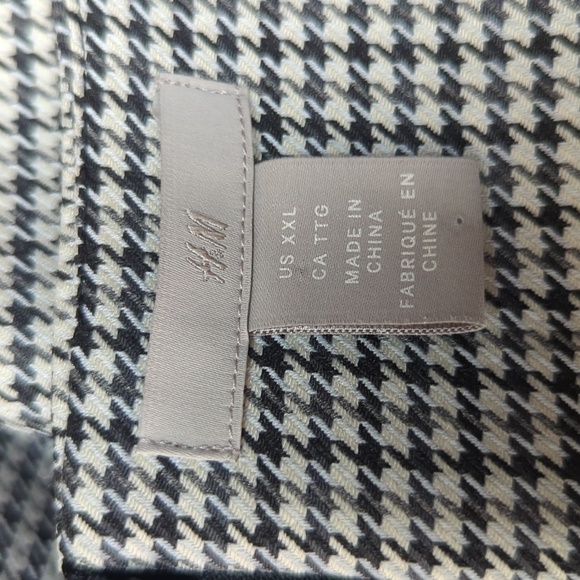 H&M
US XXL
CA TTG
MADE IN
CHINA
FABRIQUÉ EN
CHINE